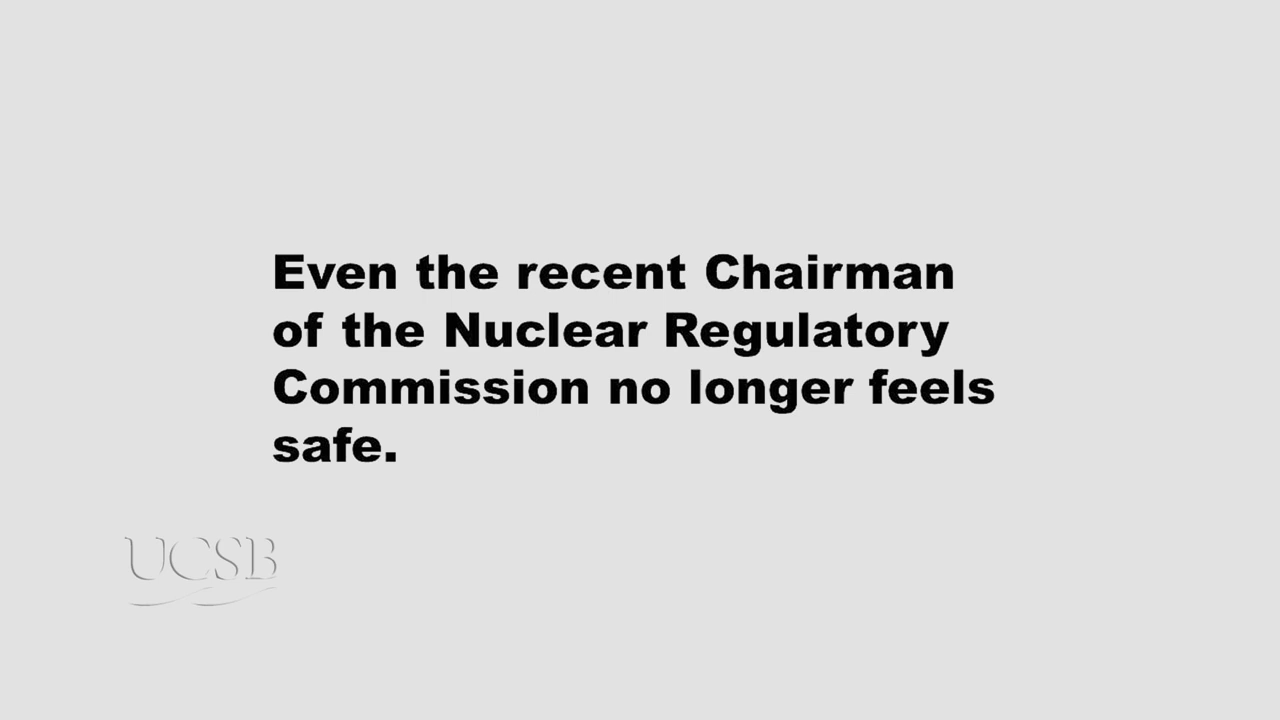 Even the recent Chairman
of the Nuclear Regulatory
Commission no longer feels
safe.
UCSB